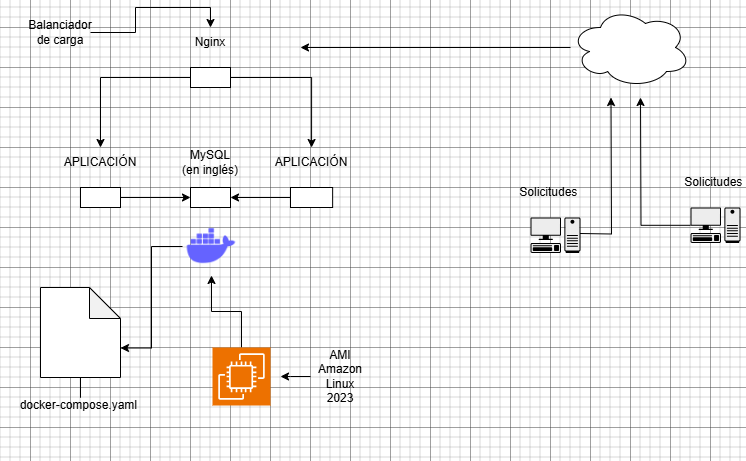 Balanciador
de carga
Nginx
APLICACIÓN
MySQL
(en inglés)
APLICACIÓN
Solicitudes
Solicitudes
AMI
Amazon
Linux
2023
docker-compose.yaml